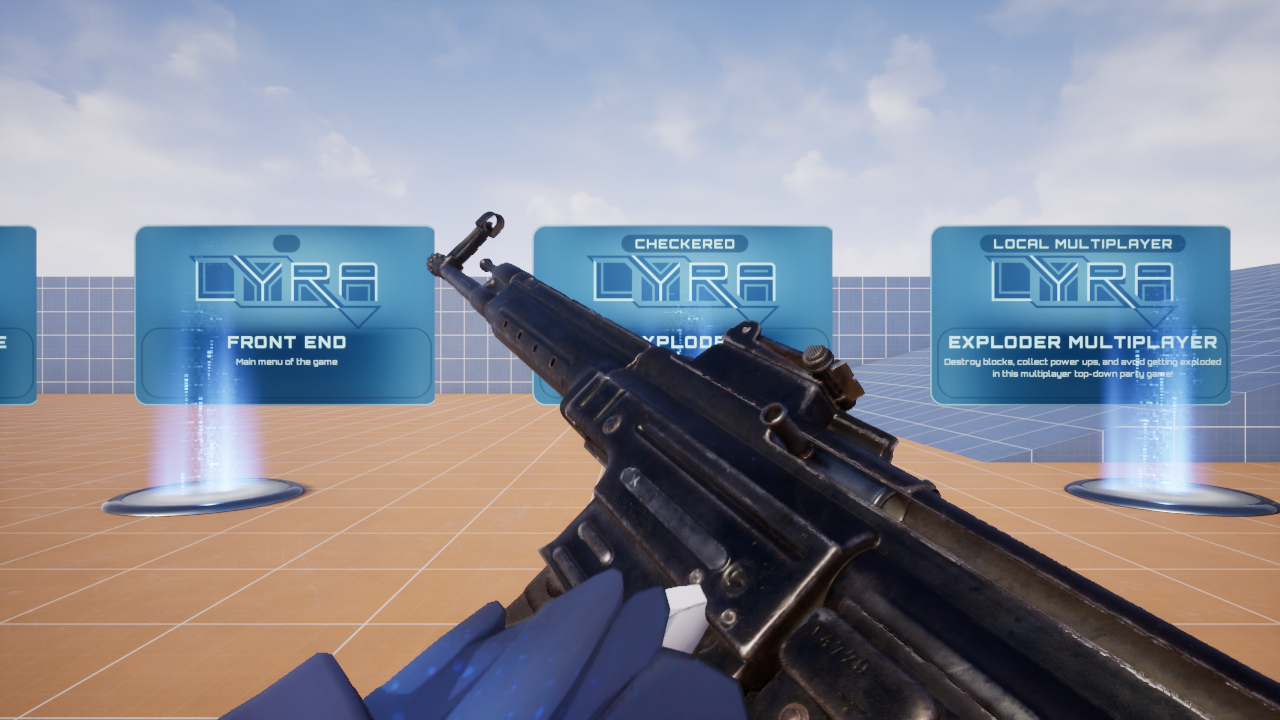 E
LYRA
FRONT END
Main menu of the game
CHECKERED
LYRA
XPLODE
LOCAL MULTIPLAYER
LYRA
EXPLODER MULTIPLAYER
Destroy blocks, collect power ups, and avoid getting exploded
in this multiplayer top-down party game!